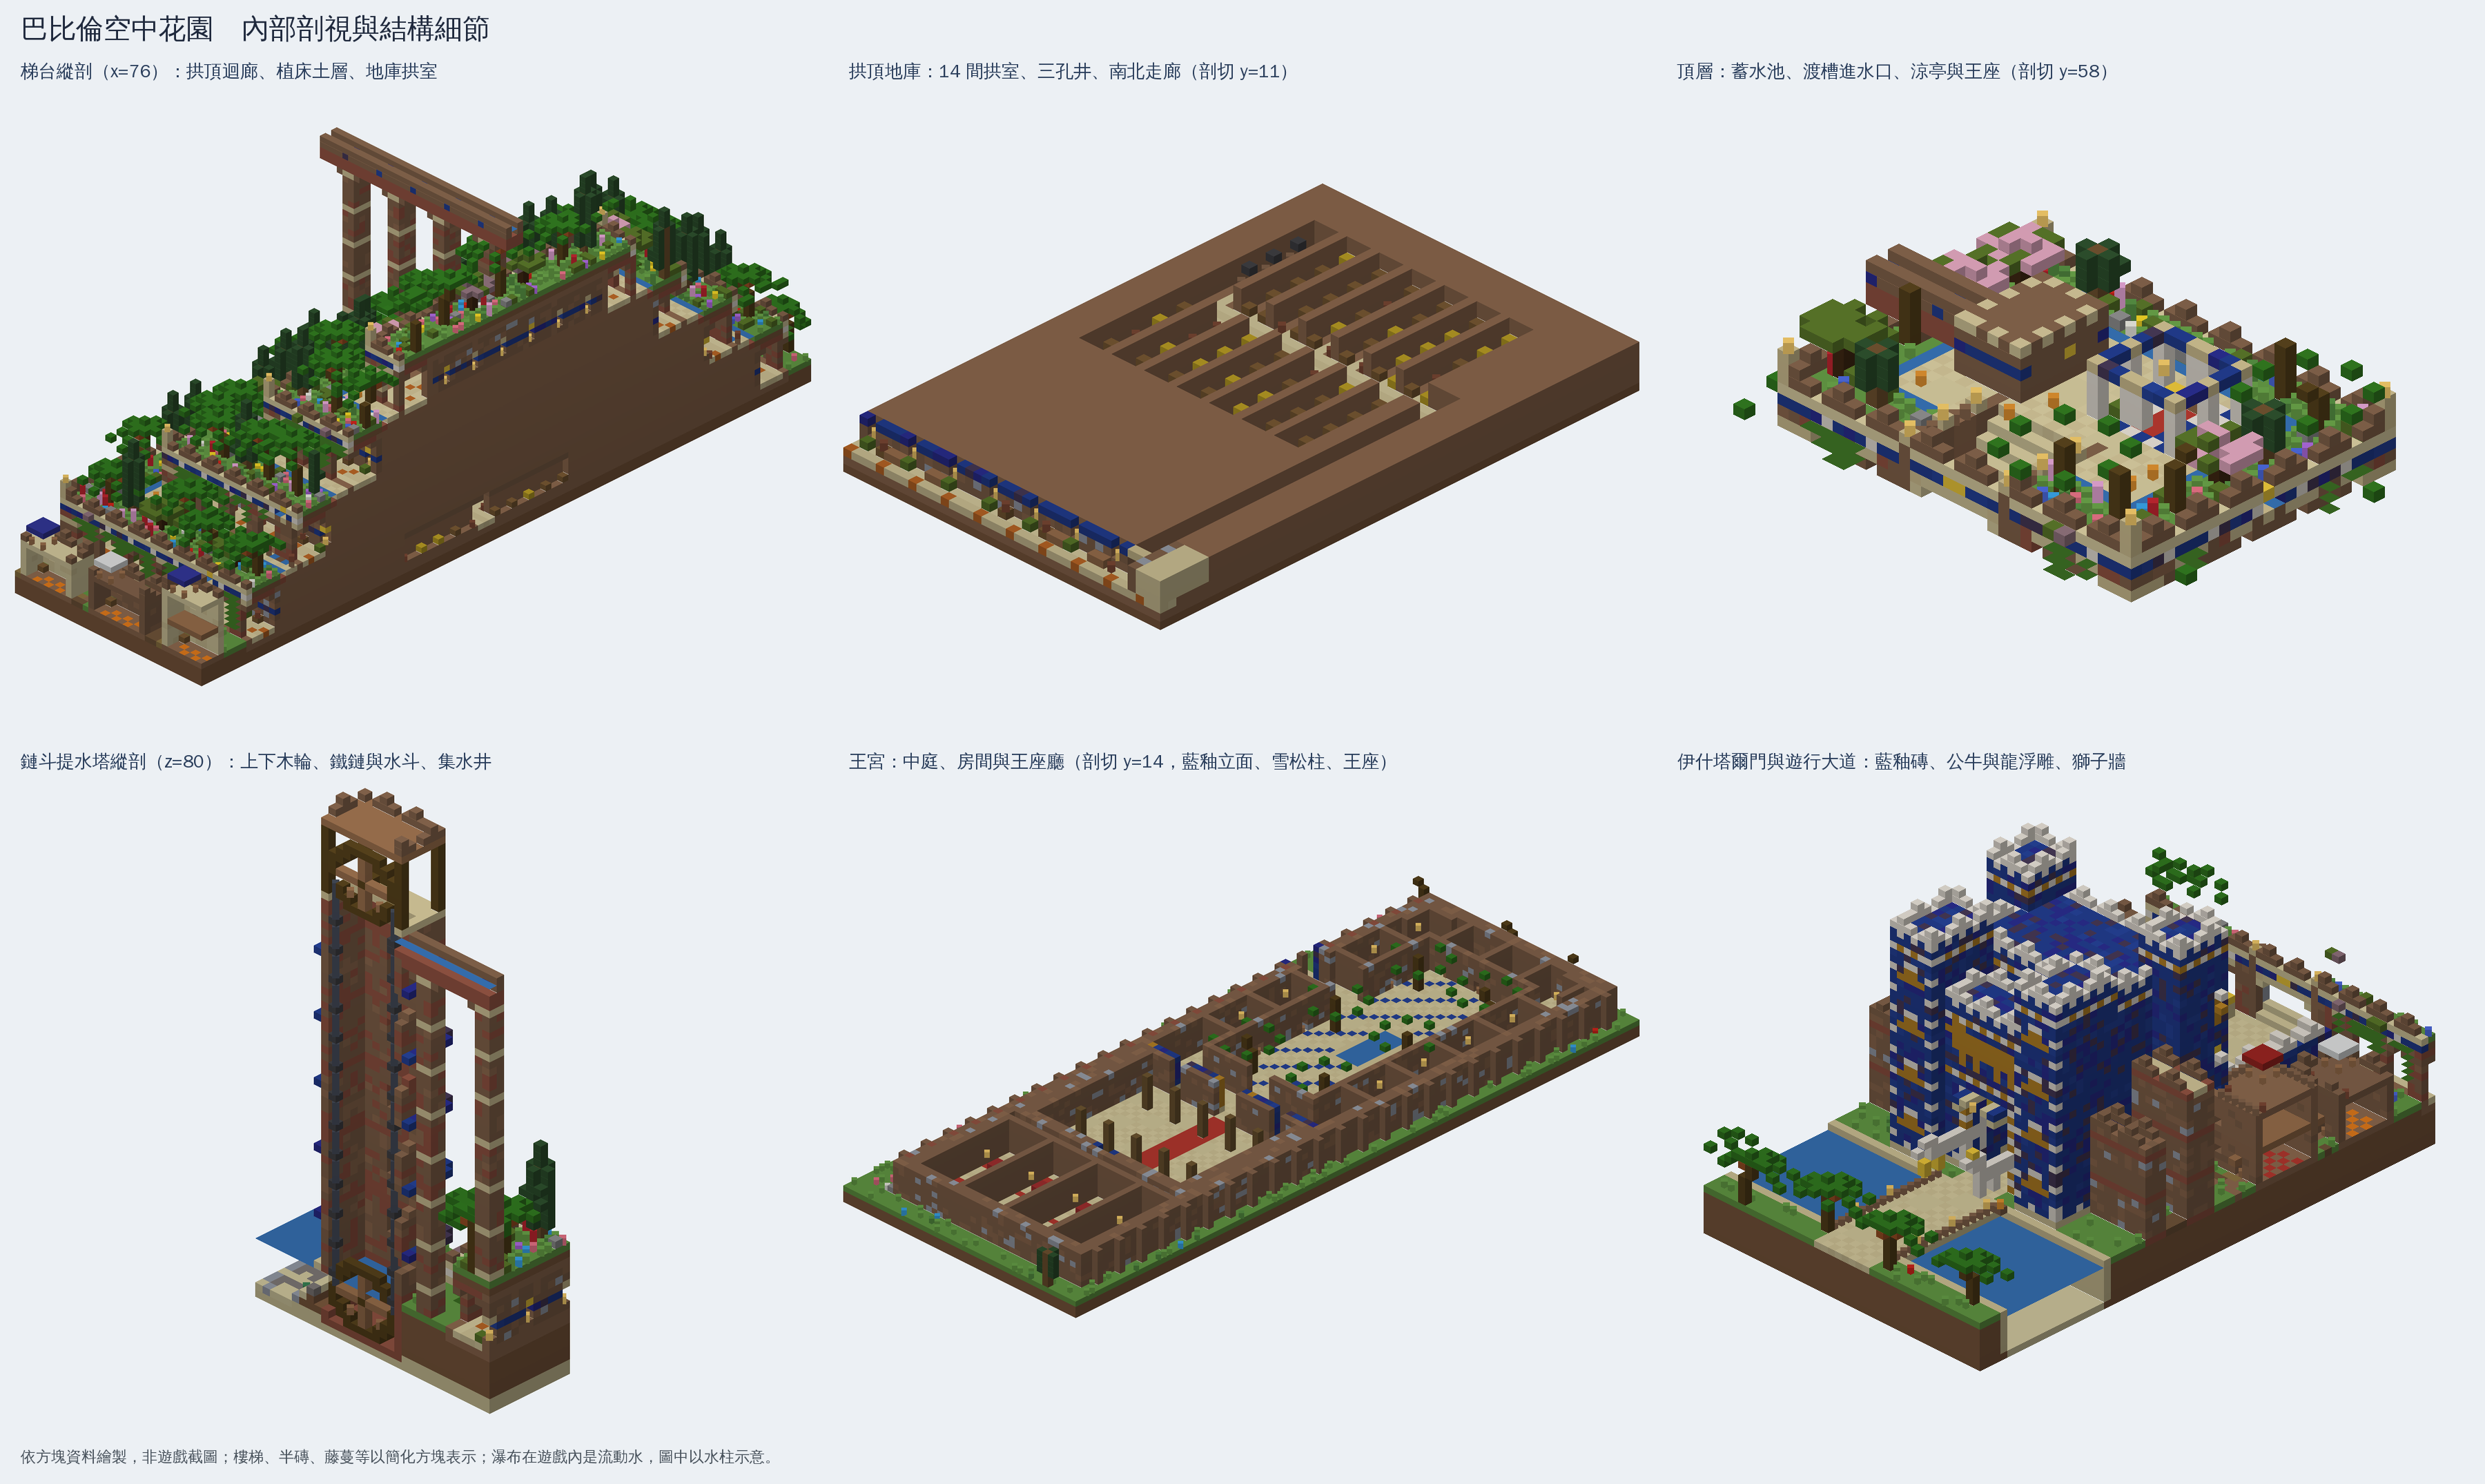 巴比倫空中花園　內部剖視與結構細節
梯台縱剖（x=76）：拱頂迴廊、植床土層、地庫拱室
拱頂地庫：14 間拱室、三孔井、南北走廊（剖切 y=11）
頂層：蓄水池、渡槽進水口、涼亭與王座（剖切 y=58）
鏈斗提水塔縱剖（z=80）：上下木輪、鐵鏈與水斗、集水井
王宮：中庭、房間與王座廳（剖切 y=14，藍釉立面、雪松柱、王座）
伊什塔爾門與遊行大道：藍釉磚、公牛與龍浮雕、獅子牆
依方塊資料繪製，非遊戲截圖；樓梯、半磚、藤蔓等以簡化方塊表示；瀑布在遊戲內是流動水，圖中以水柱示意。